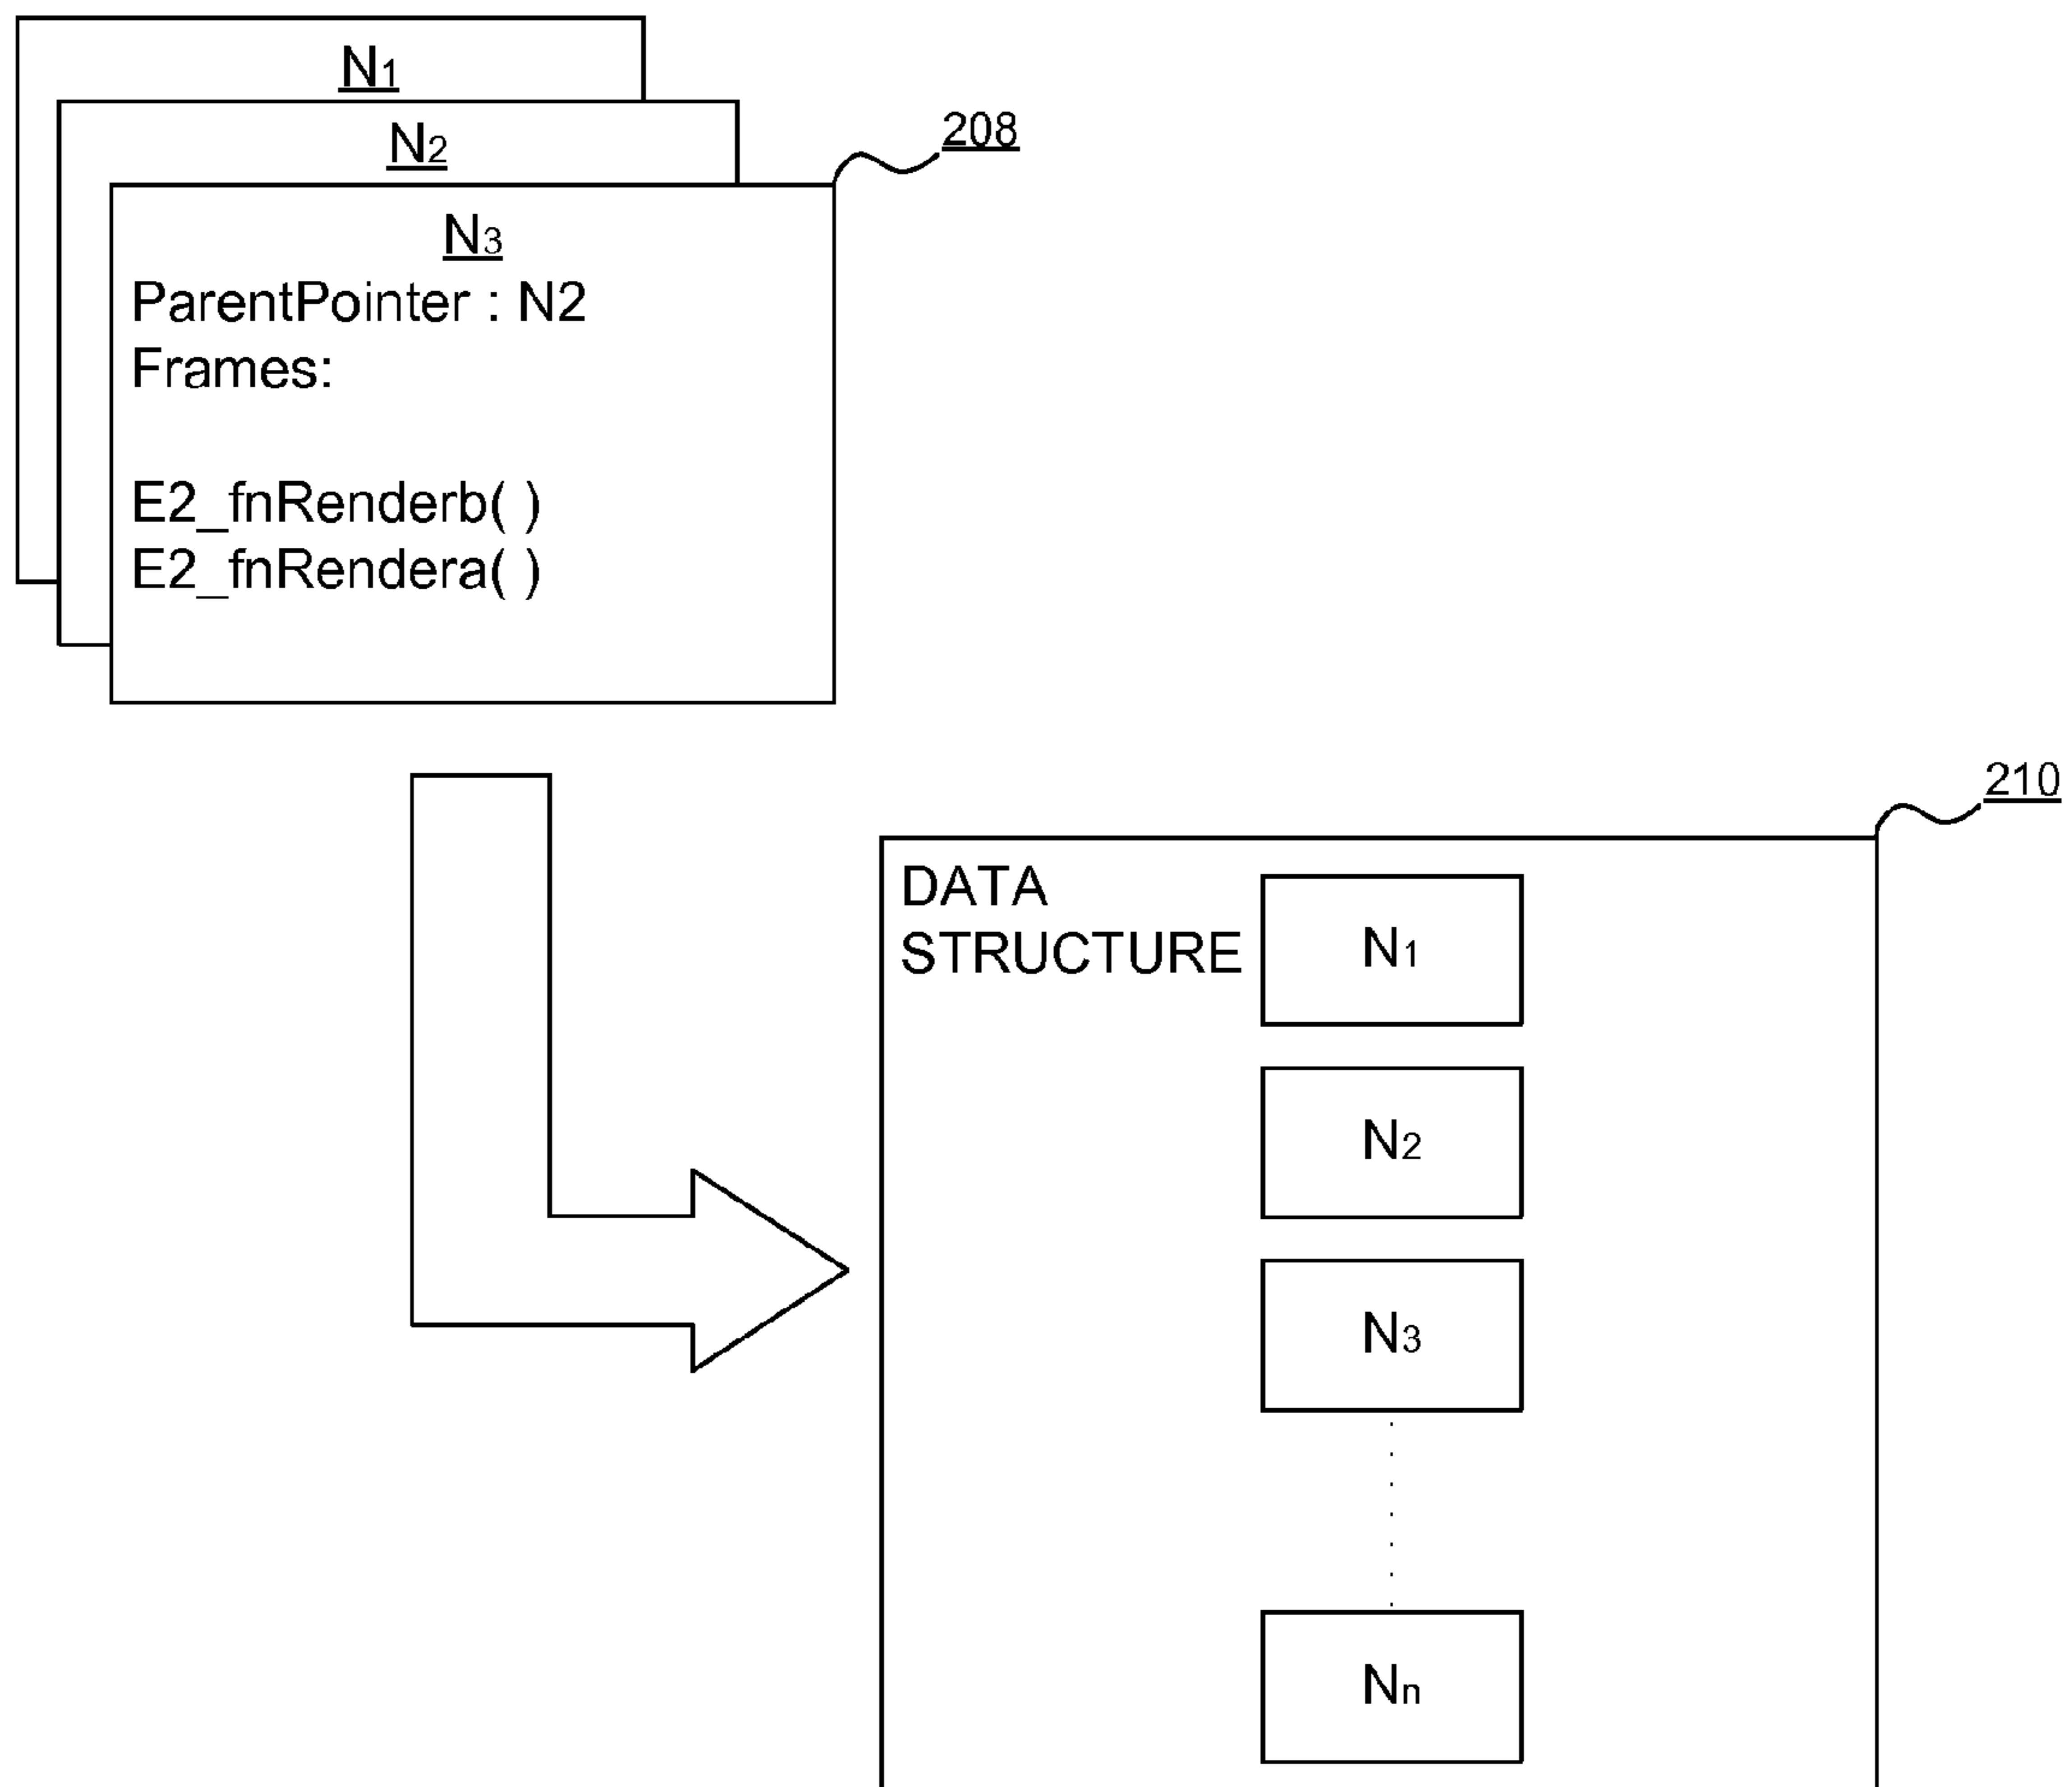 N1
N2
208
N3
ParentPointer : N2
Frames:
E2_fnRenderb( )
E2_fnRendera( )
210
DATA
STRUCTURE
N1
N2
N3
Nn